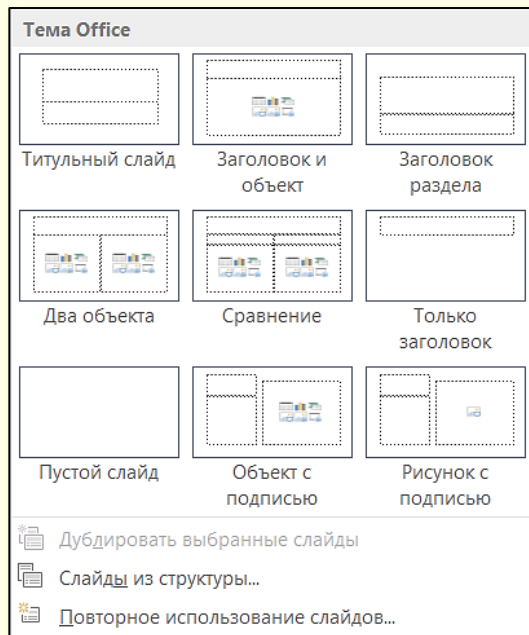 Тема Office
Титульный слайд
Заголовок и
объект
Заголовок
раздела
Два объекта
Сравнение
Только
заголовок
Пустой слайд
Объект с
подписью
Рисунок с
подписью
Дублировать выбранные слайды
Слайды из структуры...
Повторное использование слайдов...